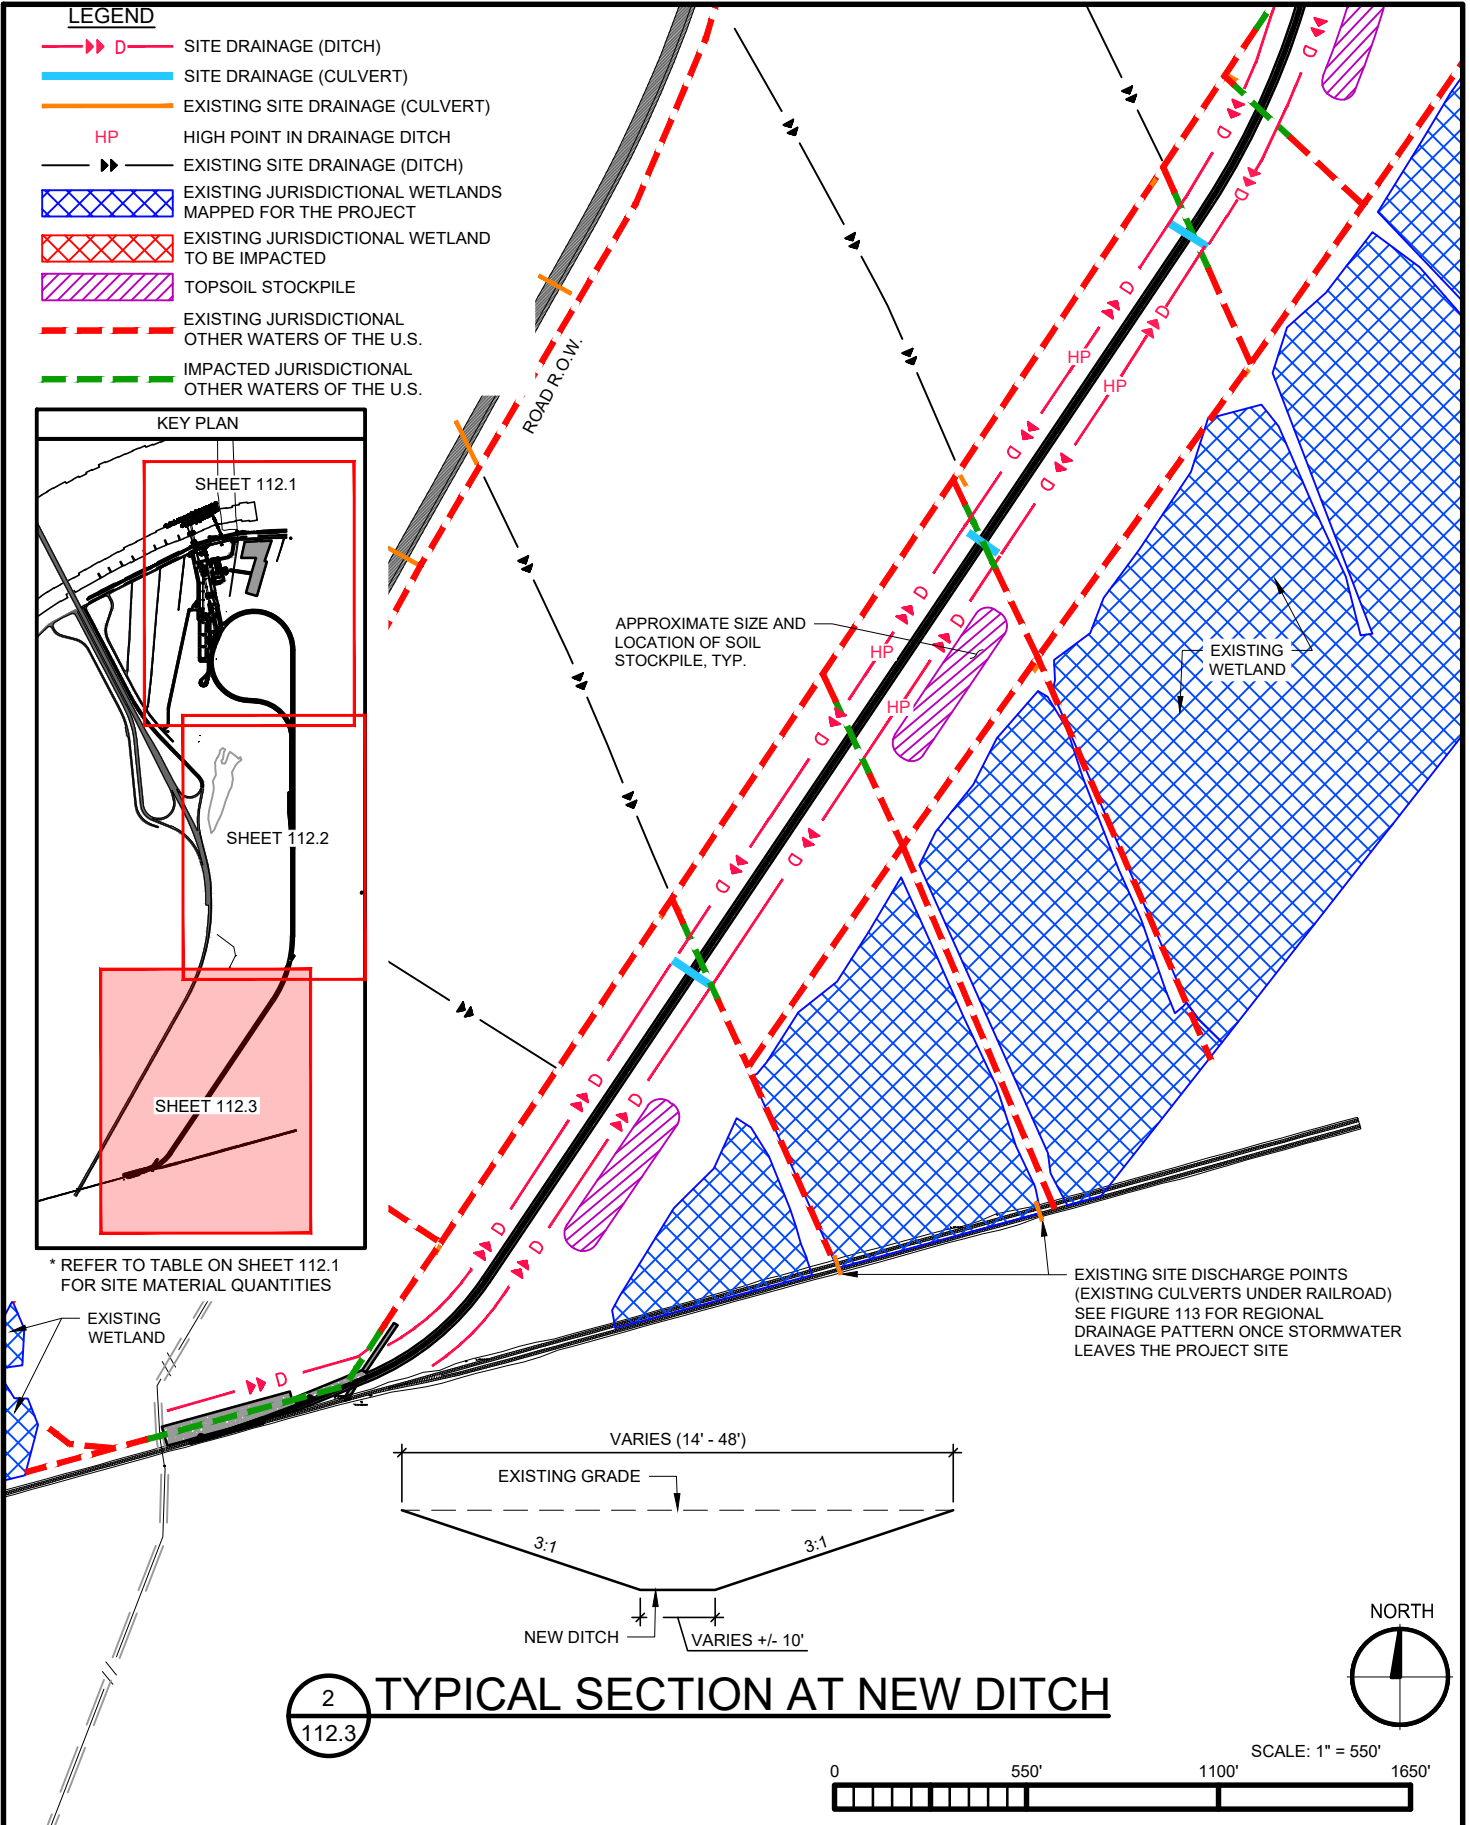 LEGEND
D SITE DRAINAGE (DITCH)
SITE DRAINAGE (CULVERT)
EXISTING SITE DRAINAGE (CULVERT)
HP HIGH POINT IN DRAINAGE DITCH
EXISTING SITE DRAINAGE (DITCH)
EXISTING JURISDICTIONAL WETLANDS
MAPPED FOR THE PROJECT
EXISTING JURISDICTIONAL WETLAND
TO BE IMPACTED
TOPSOIL STOCKPILE
EXISTING JURISDICTIONAL
OTHER WATERS OF THE U.S.
IMPACTED JURISDICTIONAL
OTHER WATERS OF THE U.S.
KEY PLAN
SHEET 112.1
SHEET 112.2
SHEET 112.3
* REFER TO TABLE ON SHEET 112.1
FOR SITE MATERIAL QUANTITIES
EXISTING
WETLAND
ROAD R.O.W.
D
D
D
D
D
D
HP
HP
D
D
D
D
HP
HP
D
D
D
D
D
D
D
D
D
APPROXIMATE SIZE AND
LOCATION OF SOIL
STOCKPILE, TYP.
EXISTING
WETLAND
EXISTING SITE DISCHARGE POINTS
(EXISTING CULVERTS UNDER RAILROAD)
SEE FIGURE 113 FOR REGIONAL
DRAINAGE PATTERN ONCE STORMWATER
LEAVES THE PROJECT SITE
VARIES (14' - 48')
EXISTING GRADE
3:1
3:1
NEW DITCH
VARIES +/- 10'
2
112.3
TYPICAL SECTION AT NEW DITCH
NORTH
SCALE: 1" = 550'
0 550' 1100' 1650'